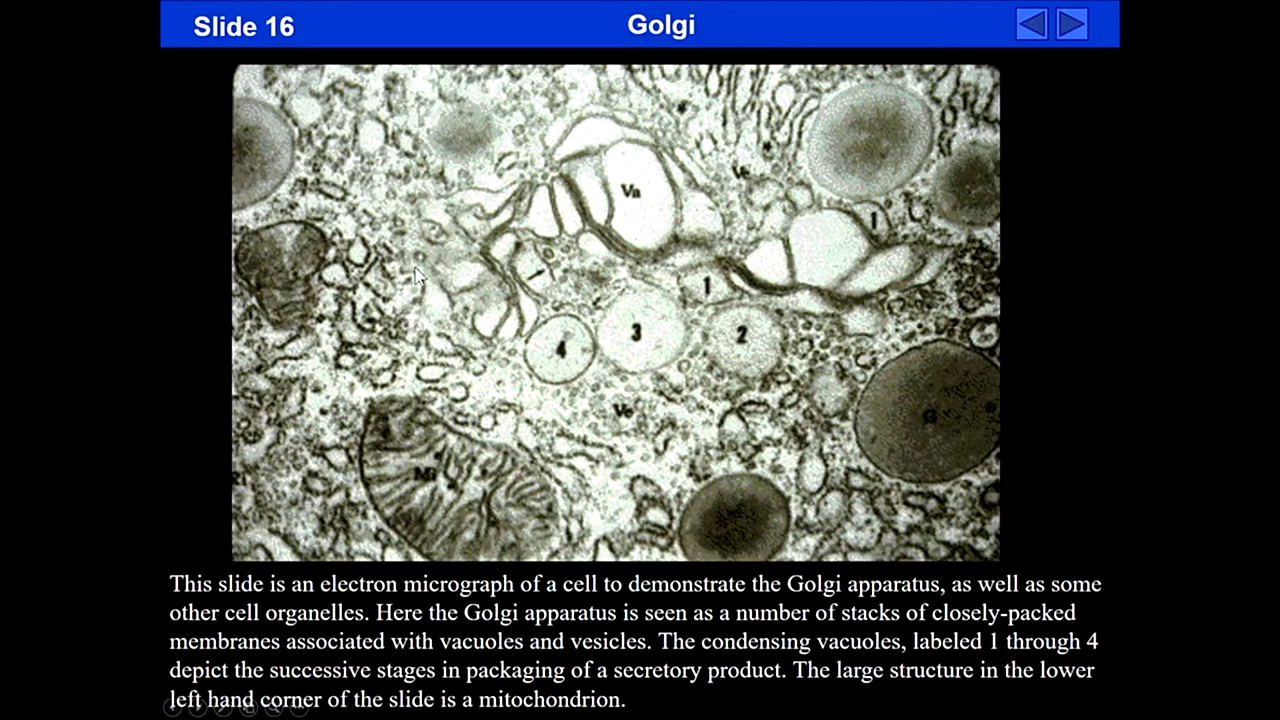 Slide 16
Golgi
Va
Ve
1
1
3
2
4
Ve
G
Mi
This slide is an electron micrograph of a cell to demonstrate the Golgi apparatus, as well as some
other cell organelles. Here the Golgi apparatus is seen as a number of stacks of closely-packed
membranes associated with vacuoles and vesicles. The condensing vacuoles, labeled 1 through 4
depict the successive stages in packaging of a secretory product. The large structure in the lower
left hand corner of the slide is a mitochondrion.